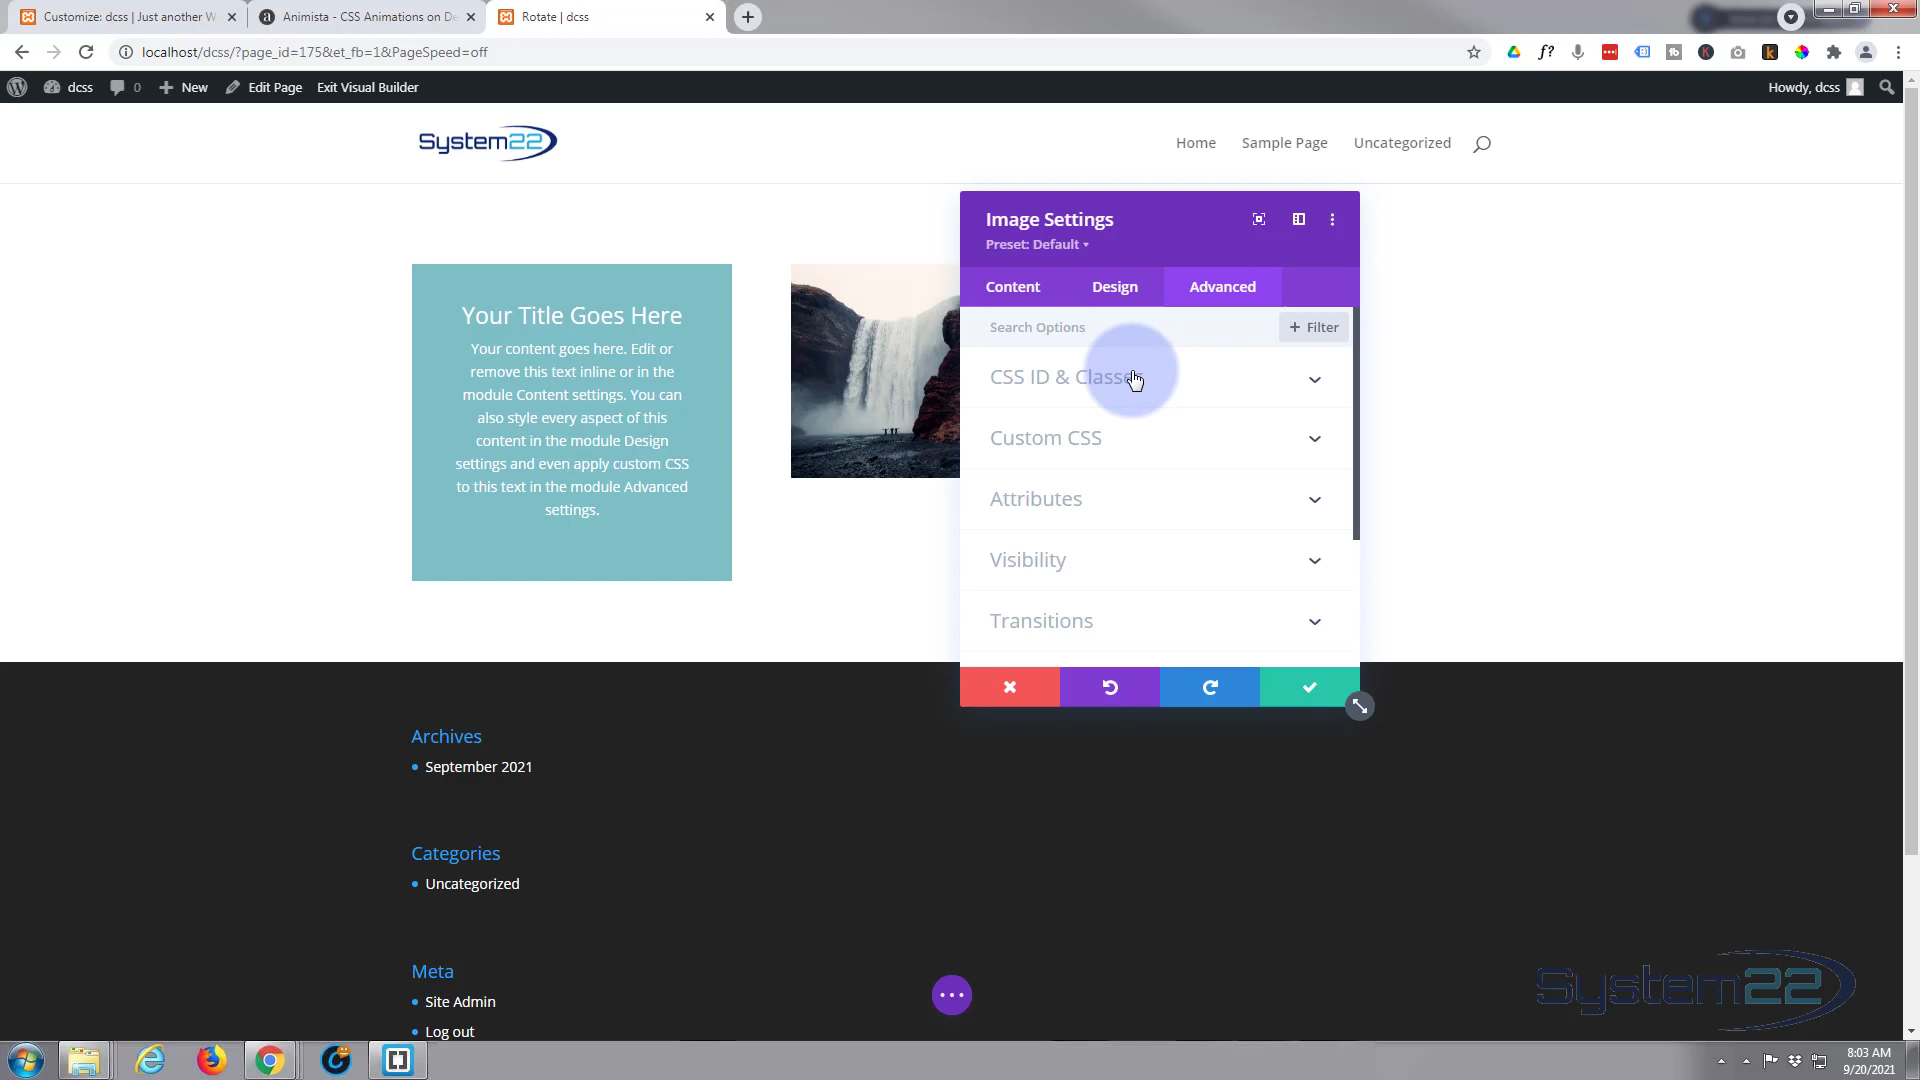 Customize: dcss | Just another W
Animista - CSS Animations on De
Rotate | dcss
localhost/dcss/?page_id=175&et_fb=1&PageSpeed=off
dcss
0
New
Edit Page
Exit Visual Builder
Howdy, dcss
System22
Home
Sample Page
Uncategorized
Image Settings
Preset: Default
Content
Design
Advanced
Search Options
+ Filter
CSS ID & Classes
Custom CSS
Attributes
Visibility
Transitions
Your Title Goes Here
Your content goes here. Edit or
remove this text inline or in the
module Content settings. You can
also style every aspect of this
content in the module Design
settings and even apply custom CSS
to this text in the module Advanced
settings.
Archives
September 2021
Categories
Uncategorized
Meta
Site Admin
Log out
System22
8:03 AM
9/20/2021